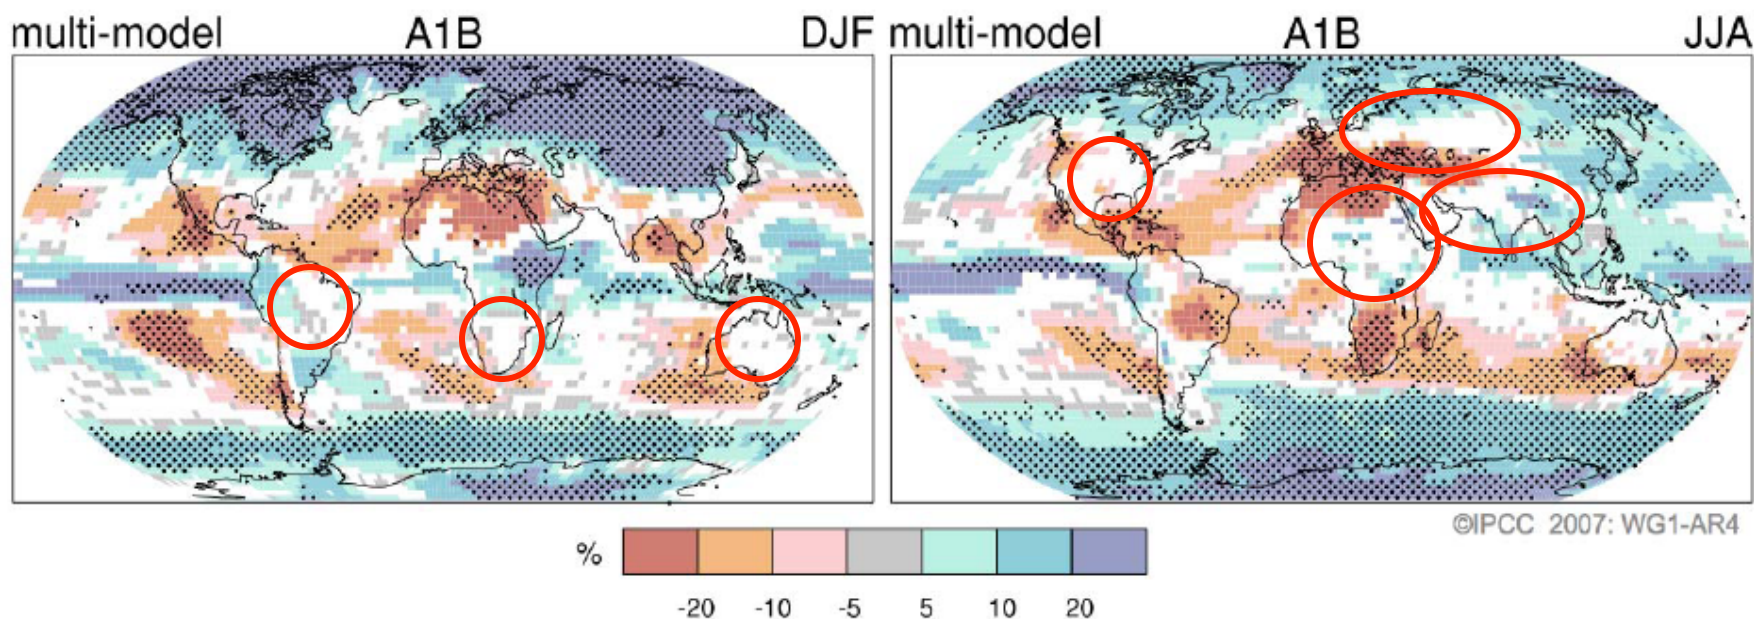 multi-model A1B DJF
multi-model A1B JJA
©IPCC 2007: WG1-AR4
%
-20 -10 -5 5 10 20